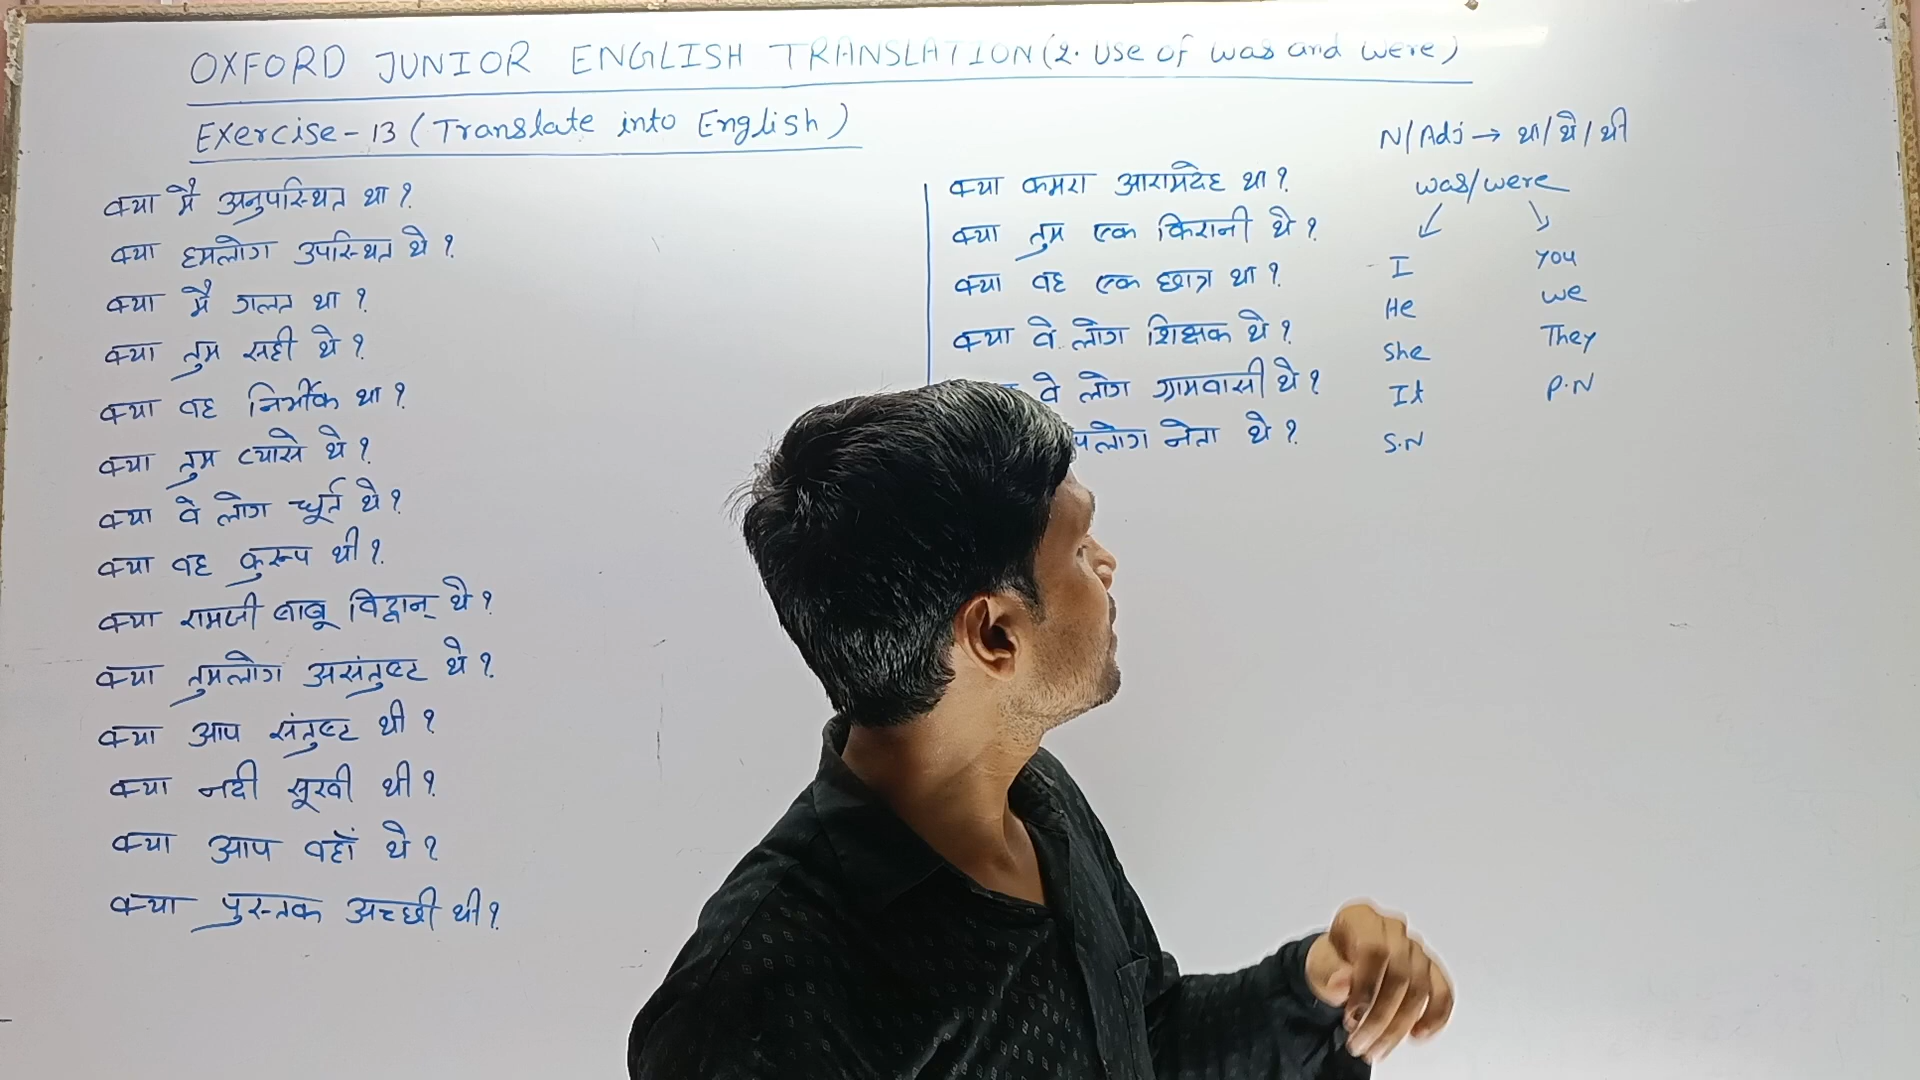 OXFORD JUNIOR ENGLISH TRANSLATION (2. Use of was and were)
Exercise-13 (Translate into English)
क्या मैं अनुपस्थित था ?
क्या हमलोग उपस्थित थे ?
क्या मैं गलत था ?
क्या तुम सही थे ?
क्या वह निर्भीक था ?
क्या तुम प्यासे थे ?
क्या वे लोग धूर्त थे ?
क्या वह कुरूप थी ?
क्या रामजी बाबू विद्वान् थे ?
क्या तुमलोग असंतुष्ट थे ?
क्या आप संतुष्ट थी ?
क्या नदी सूखी थी ?
क्या आप वहाँ थे ?
क्या पुस्तक अच्छी थी ?
क्या कमरा आरामदेह था ?
क्या तुम एक किरानी थे ?
क्या वह एक छात्र था ?
क्या वे लोग शिक्षक थे ?
वे लोग ग्रामवासी थे ?
नेता थे ?
N/Adj → था/थे/थी
was/were
I
He
She
It
S.N
You
We
They
P.N